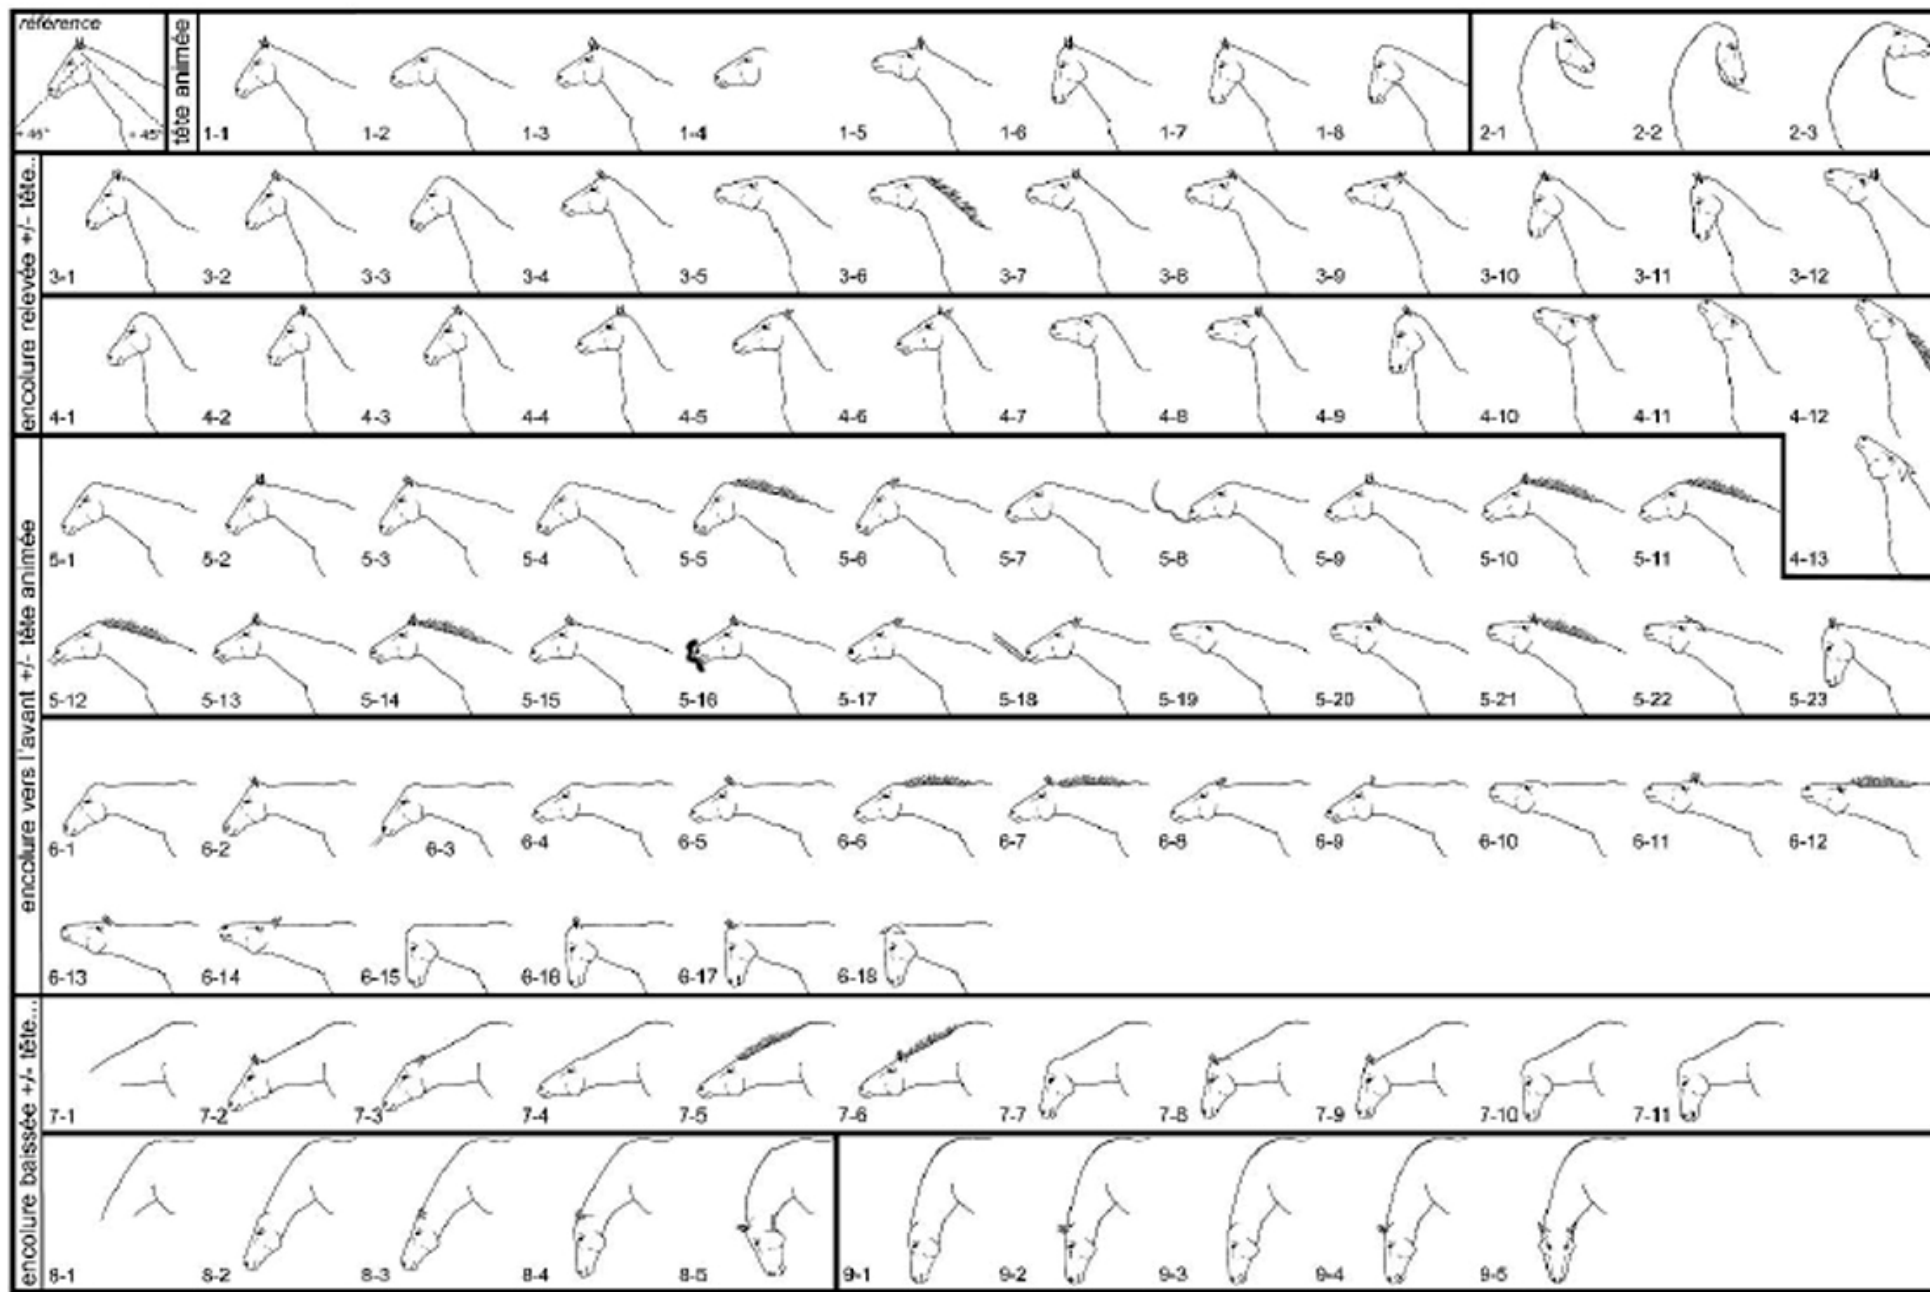 référence
+ 45°
+ 45°
tête animée
1-1 1-2 1-3 1-4 1-5 1-6 1-7 1-8 2-1 2-2 2-3
encolure relevée +/- tête...
3-1 3-2 3-3 3-4 3-5 3-6 3-7 3-8 3-9 3-10 3-11 3-12
4-1 4-2 4-3 4-4 4-5 4-6 4-7 4-8 4-9 4-10 4-11 4-12
encolure vers l'avant +/- tête animée
5-1 5-2 5-3 5-4 5-5 5-6 5-7 5-8 5-9 5-10 5-11 4-13
5-12 5-13 5-14 5-15 5-16 5-17 5-18 5-19 5-20 5-21 5-22 5-23
6-1 6-2 6-3 6-4 6-5 6-6 6-7 6-8 6-9 6-10 6-11 6-12
6-13 6-14 6-15 6-16 6-17 6-18
encolure baissée +/- tête...
7-1 7-2 7-3 7-4 7-5 7-6 7-7 7-8 7-9 7-10 7-11
8-1 8-2 8-3 8-4 8-5 9-1 9-2 9-3 9-4 9-5